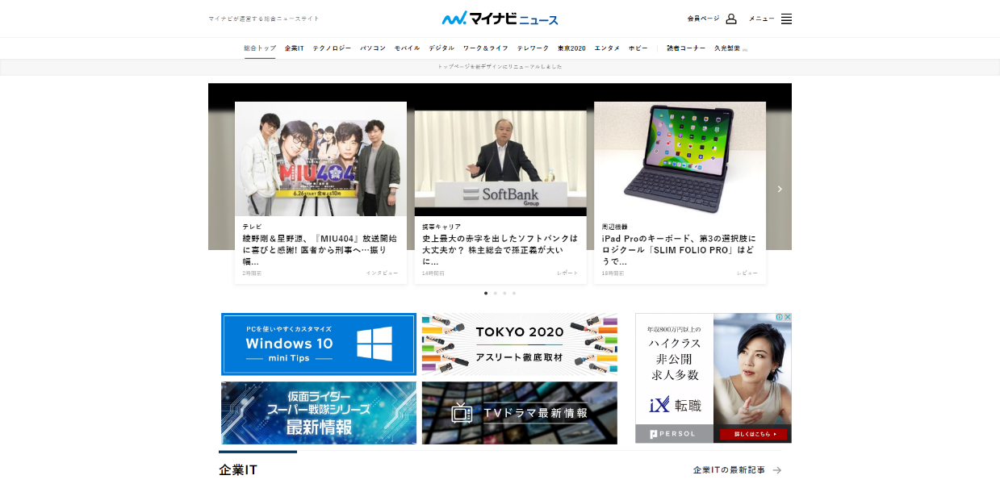 マイナビが運営する総合ニュースサイト
マイナビニュース
会員ページ
メニュー
総合トップ 企業IT テクノロジー パソコン モバイル デジタル ワーク＆ライフ テレワーク 東京2020 エンタメ ホビー 読者コーナー 久光製薬
トップページを新デザインにリニューアルしました
MIU404
6.26 START 金曜よる10時
テレビ
綾野剛＆星野源、『MIU404』放送開始
に喜びと感謝! 医者から刑事へ…振り
幅...
2時間前 インタビュー
SoftBank
Group
携帯キャリア
史上最大の赤字を出したソフトバンクは
大丈夫か？ 株主総会で孫正義が大い
に...
14時間前 レポート
周辺機器
iPad Proのキーボード、第3の選択肢に
ロジクール「SLIM FOLIO PRO」はど
うで...
18時間前 レビュー
PCを使いやすくカスタマイズ
Windows 10
mini Tips
TOKYO 2020
アスリート徹底取材
仮面ライダー
スーパー戦隊シリーズ
最新情報
TVドラマ最新情報
年収800万円以上の
ハイクラス
非公開
求人多数
iX 転職
PERSOL
詳しくはこちら
企業IT
企業ITの最新記事